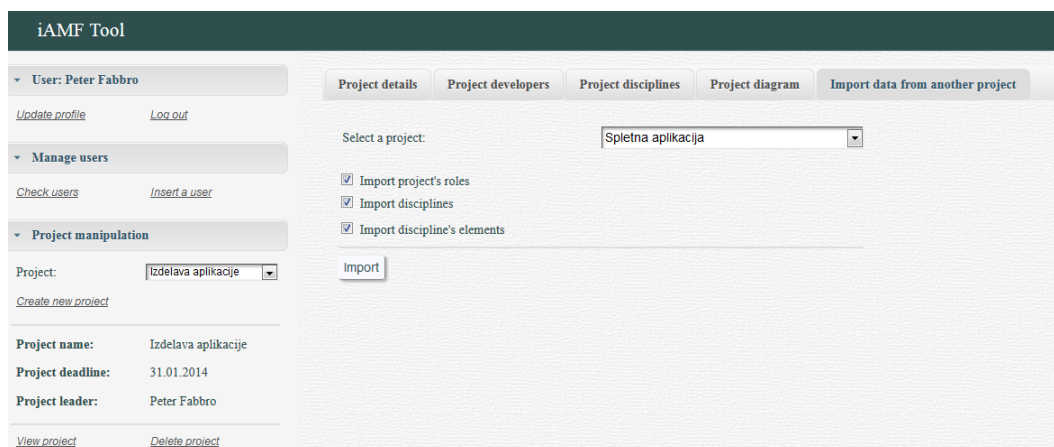 iAMF Tool
User: Peter Fabbro
Update profile Log out
Manage users
Check users Insert a user
Project manipulation
Project: Izdelava aplikacije
Create new project
Project name: Izdelava aplikacije
Project deadline: 31.01.2014
Project leader: Peter Fabbro
View project Delete project
Project details Project developers Project disciplines Project diagram Import data from another project
Select a project: Spletna aplikacija
Import project's roles
Import disciplines
Import discipline's elements
Import